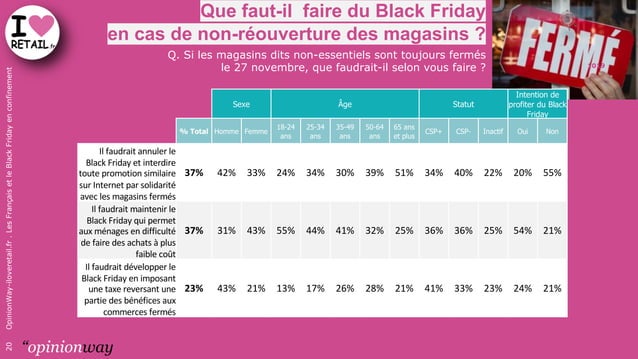 I ♥
RETAIL.fr
Que faut-il faire du Black Friday
en cas de non-réouverture des magasins ?
Q. Si les magasins dits non-essentiels sont toujours fermés
le 27 novembre, que faudrait-il selon vous faire ?
FERMÉ
Sexe Âge Statut Intention de
profiter du Black
Friday
% Total Homme Femme 18-24 ans 25-34 ans 35-49 ans 50-64 ans 65 ans et plus CSP+ CSP- Inactif Oui Non
Il faudrait annuler le
Black Friday et interdire
toute promotion similaire
sur Internet par solidarité
avec les magasins fermés
37% 42% 33% 24% 34% 30% 39% 51% 34% 40% 22% 20% 55%
Il faudrait maintenir le
Black Friday qui permet
aux ménages en difficulté
de faire des achats à plus
faible coût
37% 31% 43% 55% 44% 41% 32% 25% 36% 36% 25% 54% 21%
Il faudrait développer le
Black Friday en imposant
une taxe reversant une
partie des bénéfices aux
commerces fermés
23% 43% 21% 13% 17% 26% 28% 21% 41% 33% 23% 24% 21%
20 OpinionWay-iloveretail.fr . Les Français et le Black Friday en confinement
“opinionway